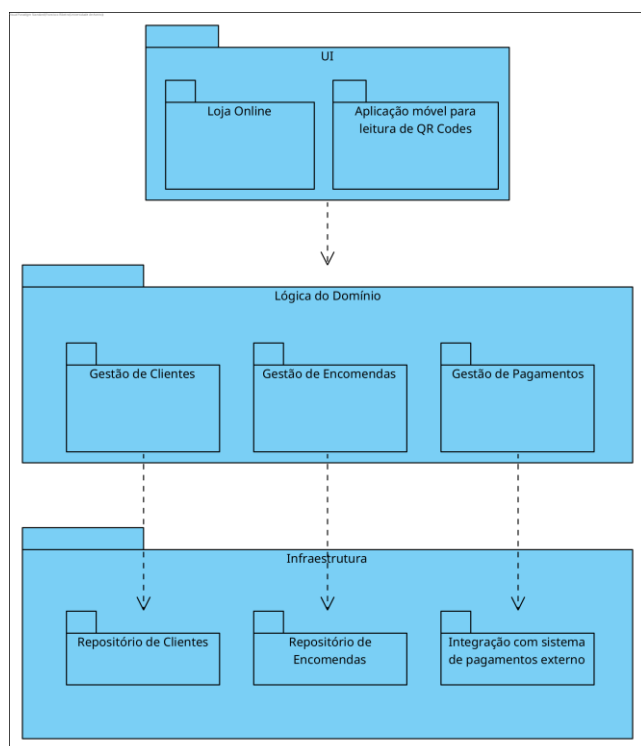 UI
Loja Online
Aplicação móvel para
leitura de QR Codes
Lógica do Domínio
Gestão de Clientes
Gestão de Encomendas
Gestão de Pagamentos
Infraestrutura
Repositório de Clientes
Repositório de
Encomendas
Integração com sistema
de pagamentos externo